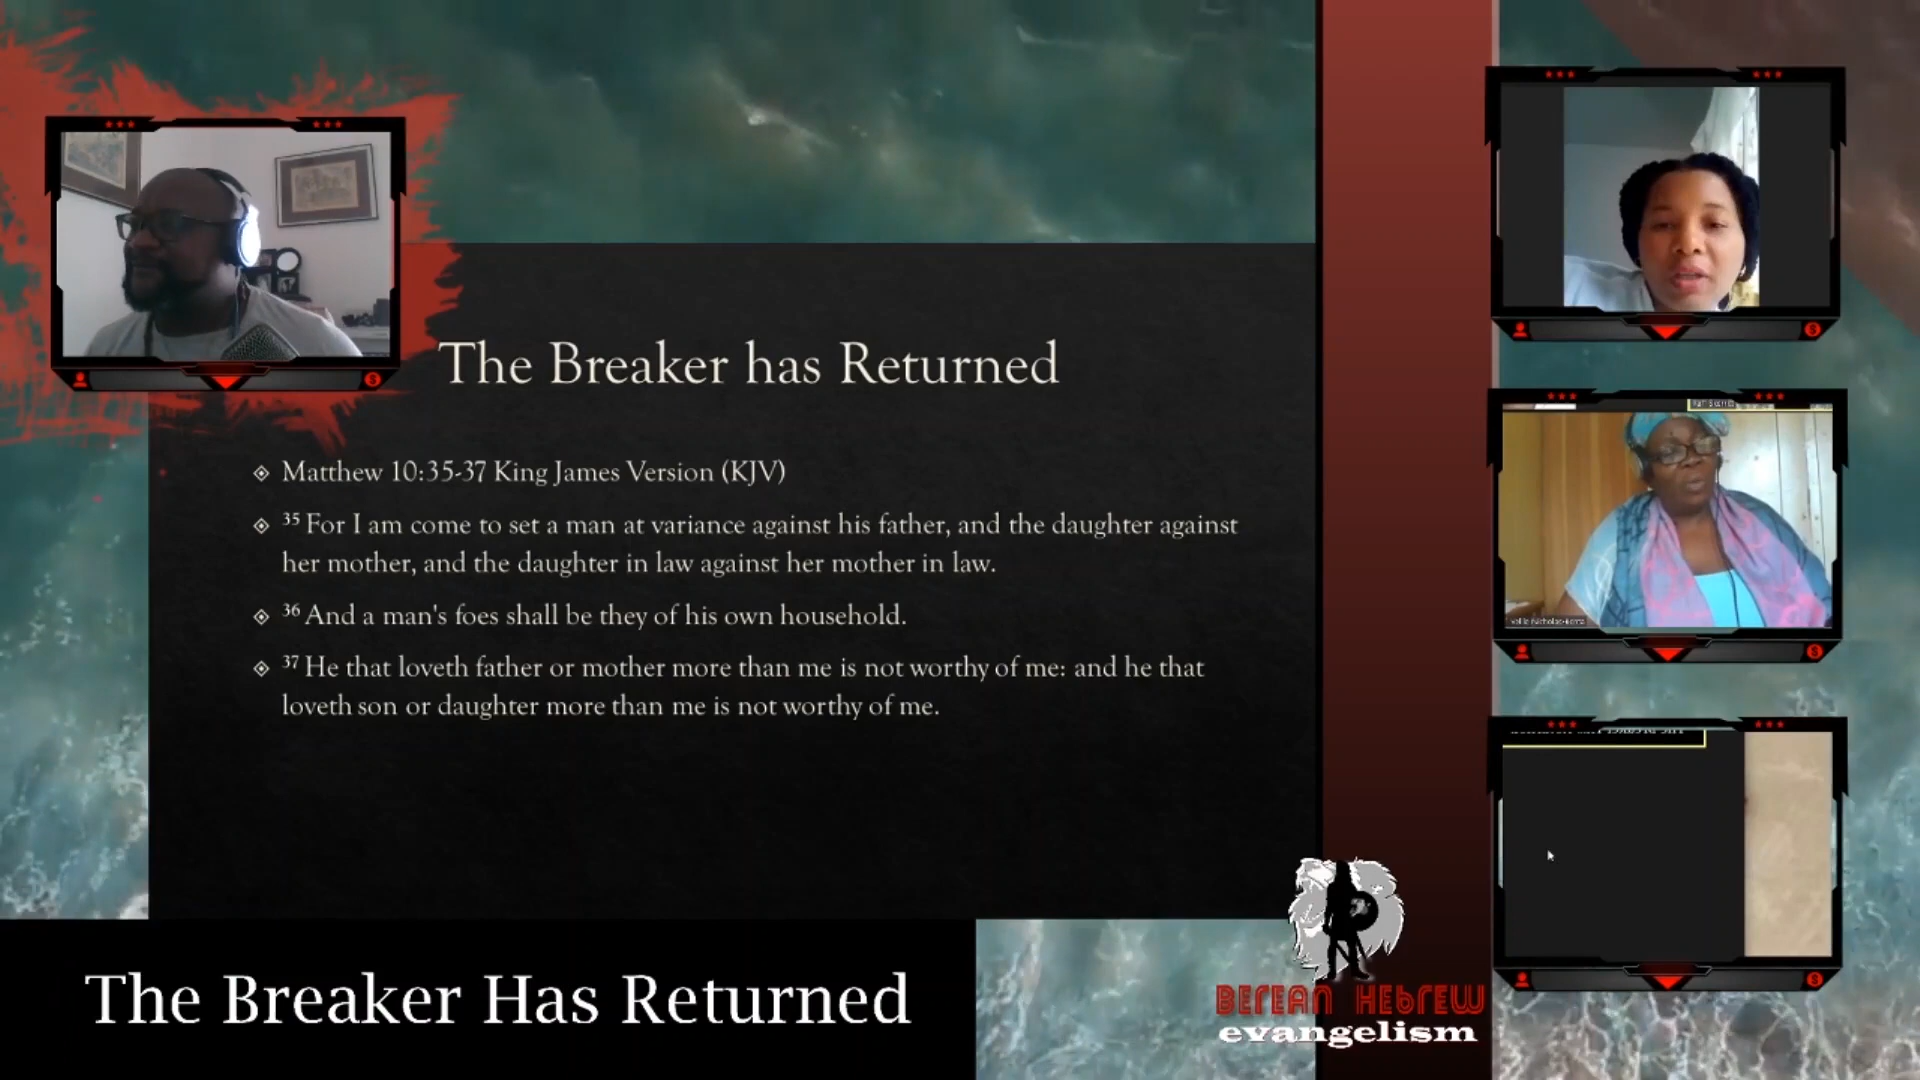 The Breaker has Returned
Matthew 10:35-37 King James Version (KJV)
35 For I am come to set a man at variance against his father, and the daughter against
her mother, and the daughter in law against her mother in law.
36 And a man's foes shall be they of his own household.
37 He that loveth father or mother more than me is not worthy of me: and he that
loveth son or daughter more than me is not worthy of me.
The Breaker Has Returned
BEREAN HEBREW
evangelism